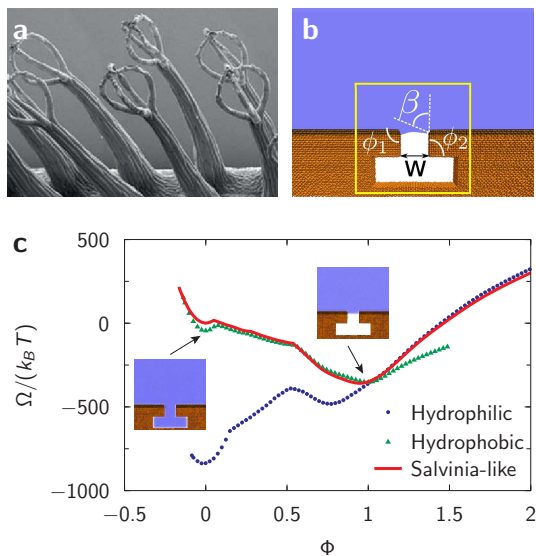 a
b
β
ϕ₁
ϕ₂
W
c
500
0
−500
−1000
Ω/(k_B T)
Hydrophilic
Hydrophobic
Salvinia-like
−0.5
0
0.5
1
1.5
2
Φ